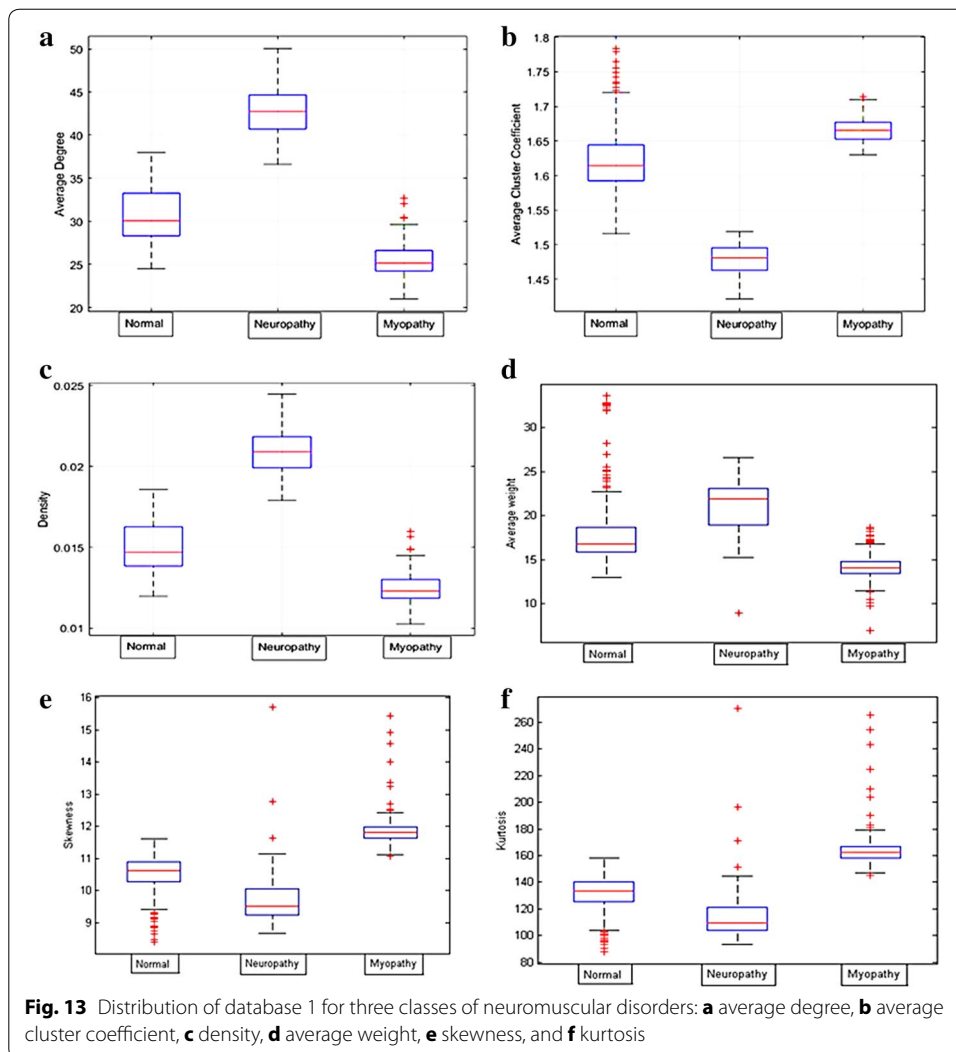 a
50
45
40
35
30
25
20
Average Degree
Normal Neuropathy Myopathy
b
1.8
1.75
1.7
1.65
1.6
1.55
1.5
1.45
Average Cluster Coefficient
Normal Neuropathy Myopathy
c
0.025
0.02
0.015
0.01
Density
Normal Neuropathy Myopathy
d
30
25
20
15
10
Average weight
Normal Neuropathy Myopathy
e
16
15
14
13
12
11
10
9
Skewness
Normal Neuropathy Myopathy
f
260
240
220
200
180
160
140
120
100
80
Kurtosis
Normal Neuropathy Myopathy
Fig. 13 Distribution of database 1 for three classes of neuromuscular disorders: a average degree, b average
cluster coefficient, c density, d average weight, e skewness, and f kurtosis